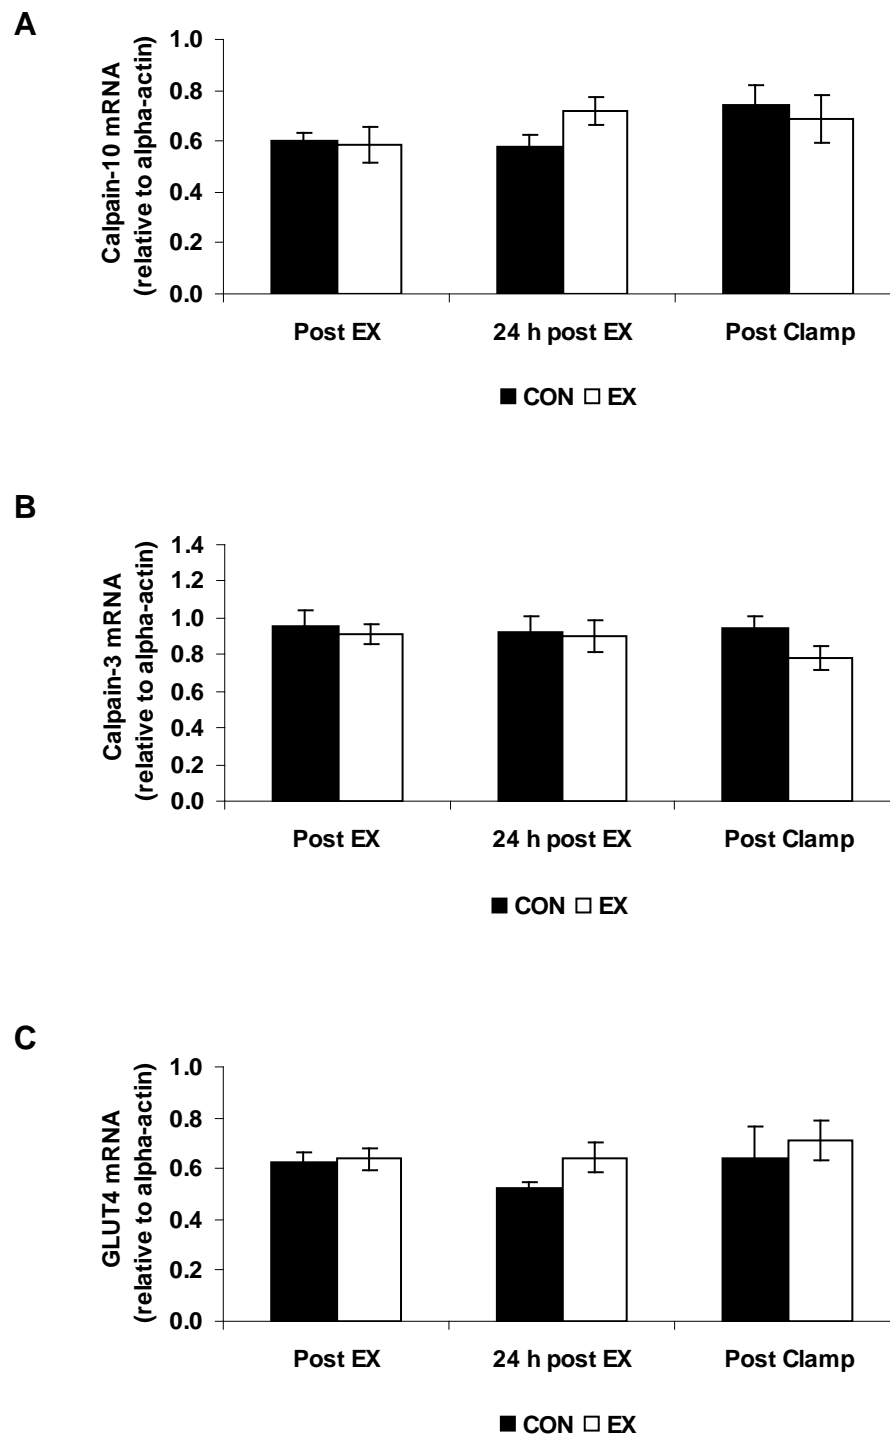 A
Calpain-10 mRNA
(relative to alpha-actin)
1.0
0.8
0.6
0.4
0.2
0.0
Post EX 24 h post EX Post Clamp
CON EX
B
Calpain-3 mRNA
(relative to alpha-actin)
1.4
1.2
1.0
0.8
0.6
0.4
0.2
0.0
Post EX 24 h post EX Post Clamp
CON EX
C
GLUT4 mRNA
(relative to alpha-actin)
1.0
0.8
0.6
0.4
0.2
0.0
Post EX 24 h post EX Post Clamp
CON EX